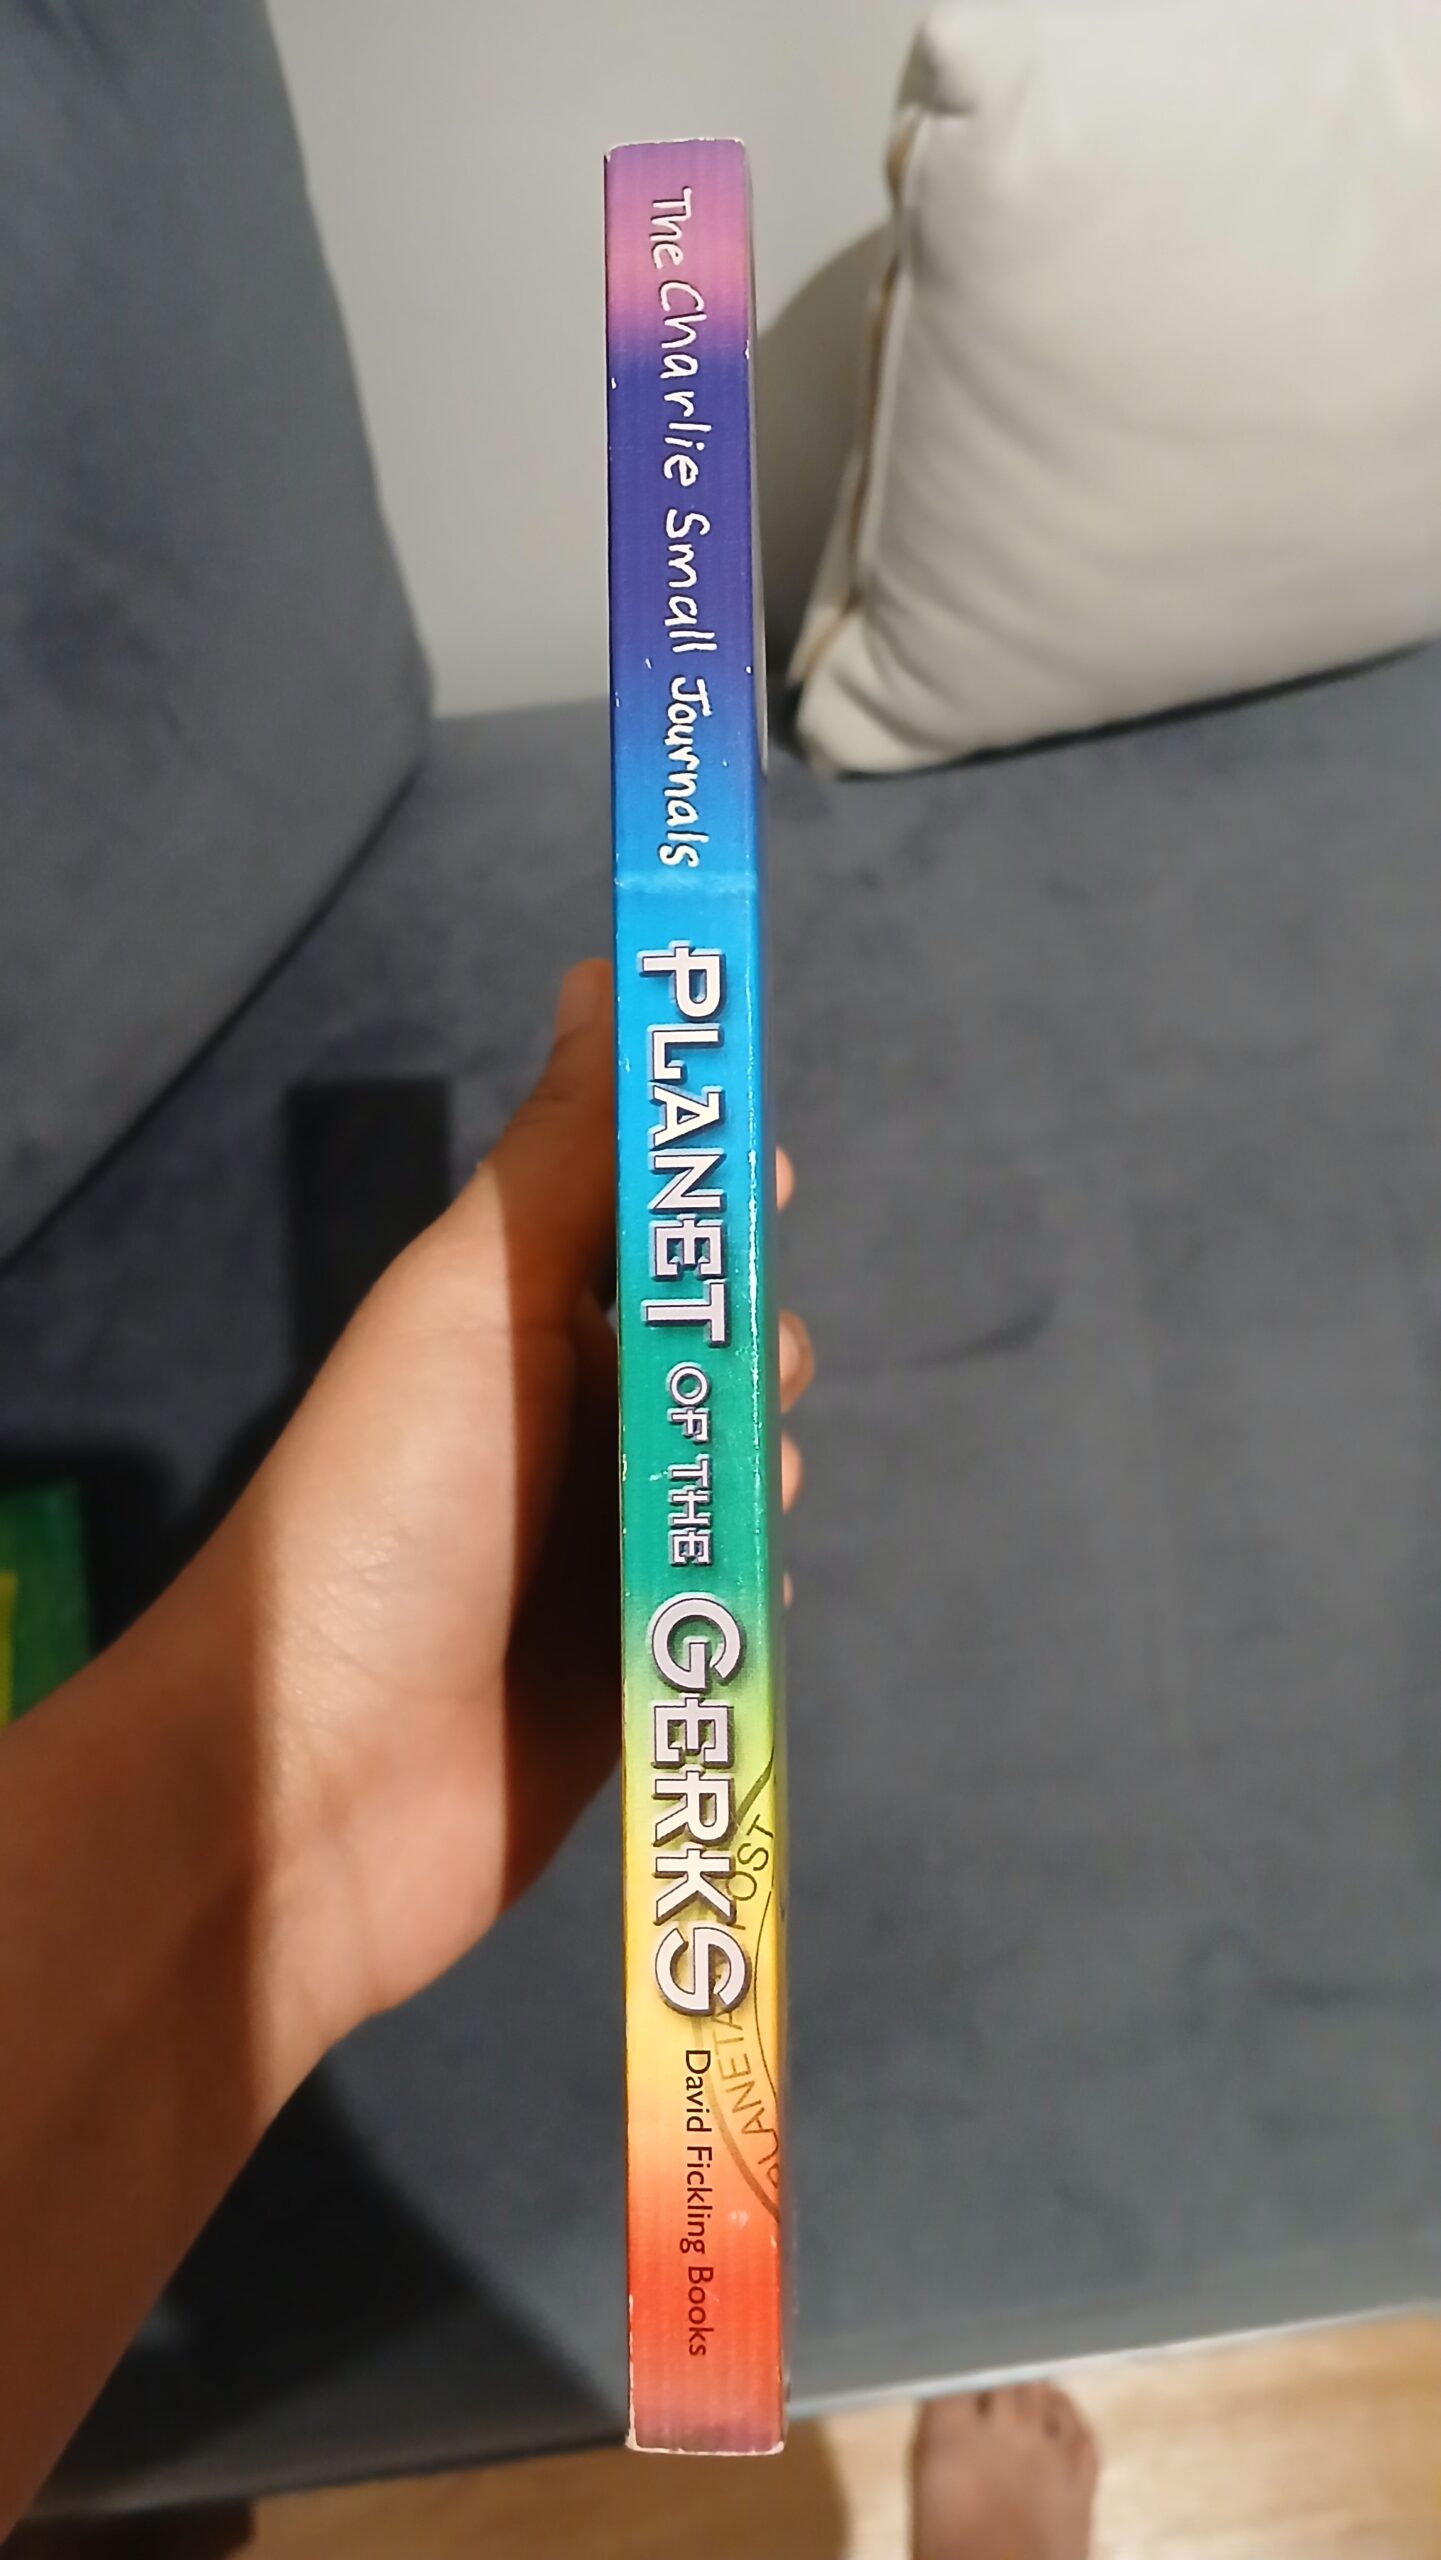 The Charlie Small Journals
PLANET OF THE GERKS
David Fickling Books